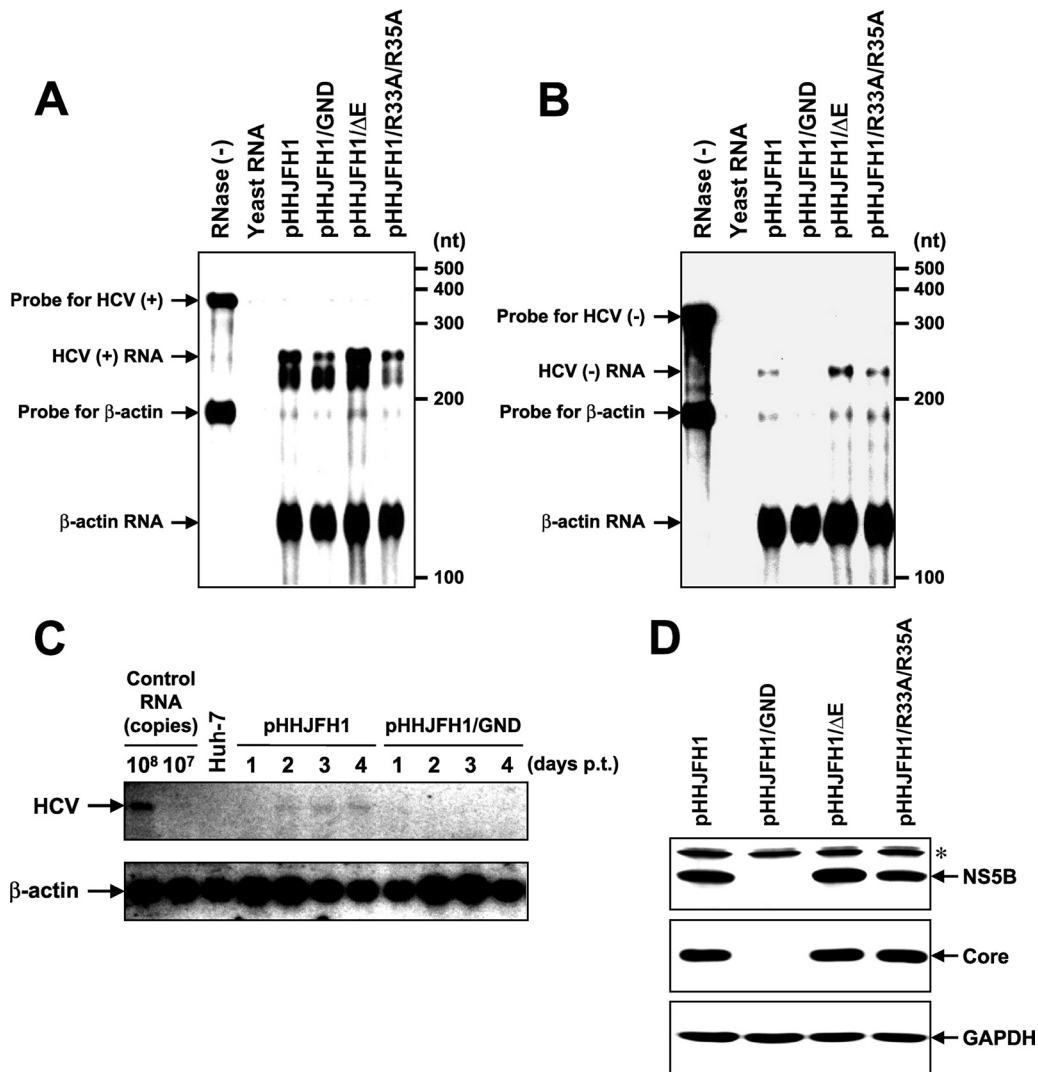 A
RNase (-)
Yeast RNA
pHHJFH1
pHHJFH1/GND
pHHJFH1/ΔE
pHHJFH1/R33A/R35A
(nt)
500
400
300
200
100
Probe for HCV (+)
HCV (+) RNA
Probe for β-actin
β-actin RNA
B
RNase (-)
Yeast RNA
pHHJFH1
pHHJFH1/GND
pHHJFH1/ΔE
pHHJFH1/R33A/R35A
(nt)
500
400
300
200
100
Probe for HCV (-)
HCV (-) RNA
Probe for β-actin
β-actin RNA
C
Control
RNA
(copies)
Huh-7
pHHJFH1
pHHJFH1/GND
10⁸ 10⁷ 1 2 3 4 1 2 3 4 (days p.t.)
HCV
β-actin
D
pHHJFH1
pHHJFH1/GND
pHHJFH1/ΔE
pHHJFH1/R33A/R35A
*
NS5B
Core
GAPDH